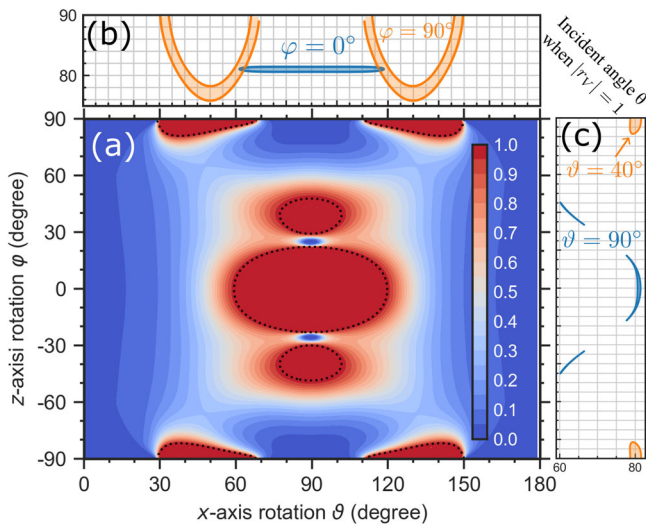 (b)
90
80
φ = 0°
φ = 90°
Incident angle θ
when |r_V| = 1
(a)
90
60
30
0
-30
-60
-90
z-axisi rotation φ (degree)
1.0
0.9
0.8
0.7
0.6
0.5
0.4
0.3
0.2
0.1
0.0
0
30
60
90
120
150
180
x-axis rotation ϑ (degree)
(c)
ϑ = 40°
ϑ = 90°
60
80